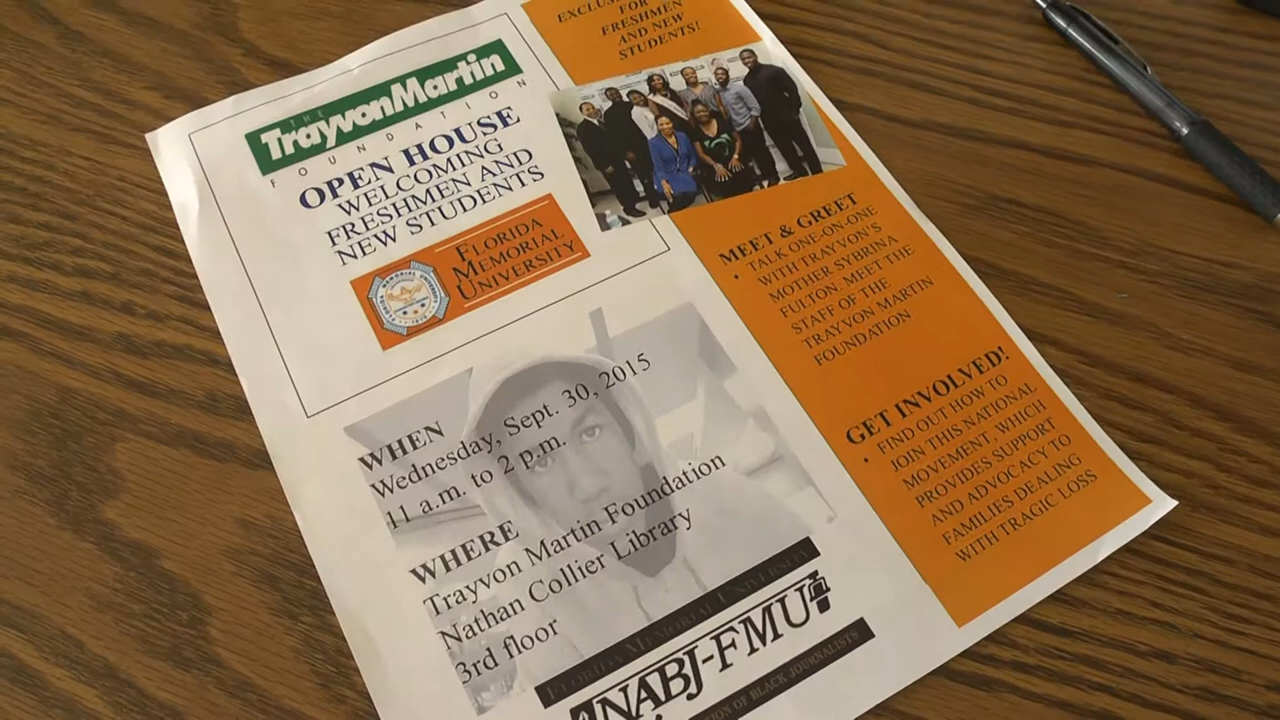 THE
TrayvonMartin
FOUNDATION
OPEN HOUSE
WELCOMING
FRESHMEN AND
NEW STUDENTS
FLORIDA
MEMORIAL
UNIVERSITY
FOR
FRESHMEN
AND NEW
STUDENTS!
MEET & GREET
• TALK ONE-ON-ONE
WITH TRAYVON'S
MOTHER SYBRINA
FULTON, MEET THE
STAFF OF THE
TRAYVON MARTIN
FOUNDATION
GET INVOLVED!
• FIND OUT HOW TO
JOIN THIS NATIONAL
MOVEMENT, WHICH
PROVIDES SUPPORT
AND ADVOCACY TO
FAMILIES DEALING
WITH TRAGIC LOSS
WHEN
Wednesday, Sept. 30, 2015
11 a.m. to 2 p.m.
WHERE
Trayvon Martin Foundation
Nathan Collier Library
3rd floor
FLORIDA MEMORIAL UNIVERSITY
NABJ-FMU
OF BLACK JOURNALISTS